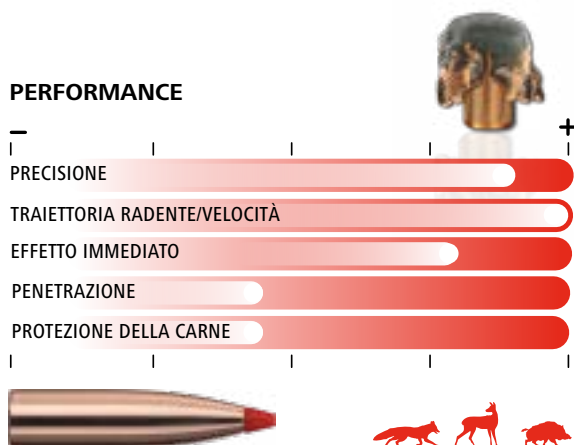 PERFORMANCE
− +
PRECISIONE
TRAIETTORIA RADENTE/VELOCITÀ
EFFETTO IMMEDIATO
PENETRAZIONE
PROTEZIONE DELLA CARNE